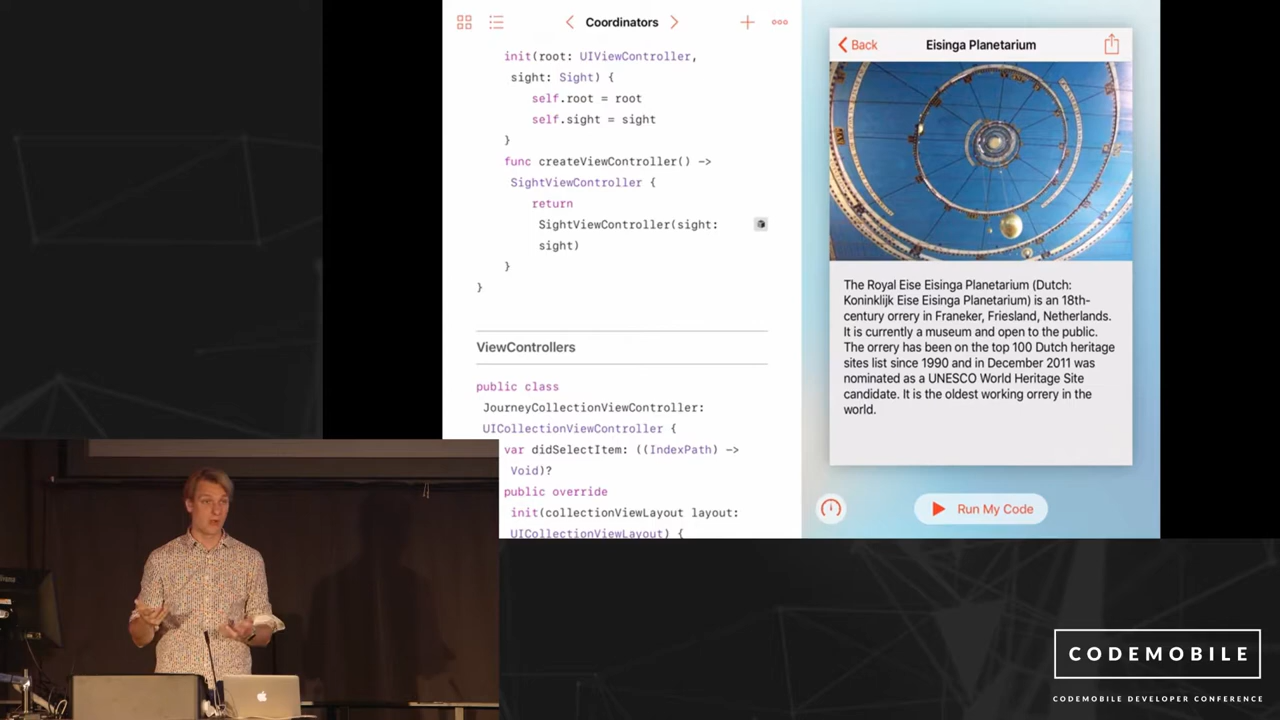 Coordinators
init(root: UIViewController,
sight: Sight) {
self.root = root
self.sight = sight
}
func createViewController() ->
SightViewController {
return
SightViewController(sight:
sight)
}
}
ViewControllers
public class
JourneyCollectionViewController:
UICollectionViewController {
var didSelectItem: ((IndexPath) ->
Void)?
public override
init(collectionViewLayout layout:
UICollectionViewLayout) {
Back
Eisinga Planetarium
The Royal Eise Eisinga Planetarium (Dutch:
Koninklijk Eise Eisinga Planetarium) is an 18th-
century orrery in Franeker, Friesland, Netherlands.
It is currently a museum and open to the public.
The orrery has been on the top 100 Dutch heritage
sites list since 1990 and in December 2011 was
nominated as a UNESCO World Heritage Site
candidate. It is the oldest working orrery in the
world.
Run My Code
CODEMOBILE
CODEMOBILE DEVELOPER CONFERENCE